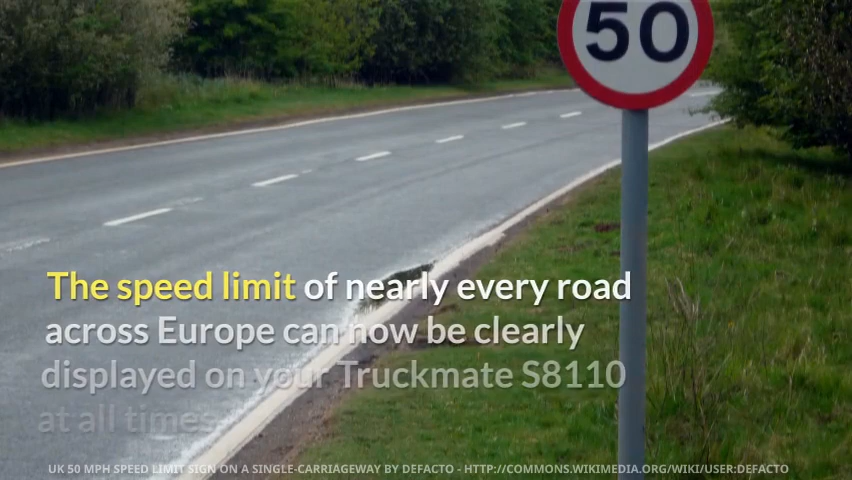 50
The speed limit of nearly every road
across Europe can now be clearly
displayed on your Truckmate S8110
at all times
UK 50 MPH SPEED LIMIT SIGN ON A SINGLE-CARRIAGEWAY BY DEFACTO - HTTP://COMMONS.WIKIMEDIA.ORG/WIKI/USER:DEFACTO